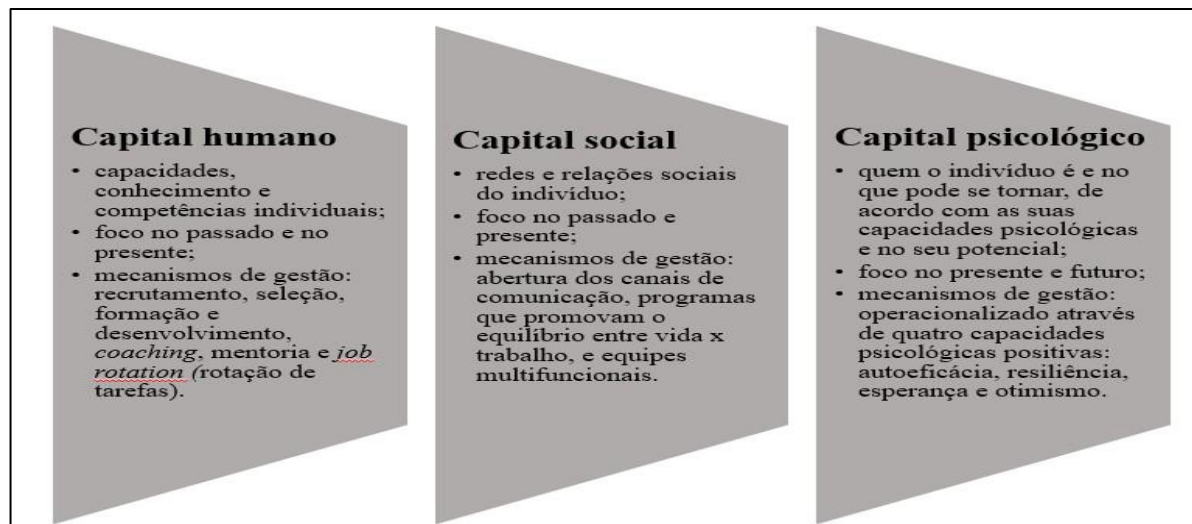 Capital humano
• capacidades,
conhecimento e
competências individuais;
• foco no passado e no
presente;
• mecanismos de gestão:
recrutamento, seleção,
formação e
desenvolvimento,
coaching, mentoria e job
rotation (rotação de
tarefas).
Capital social
• redes e relações sociais
do indivíduo;
• foco no passado e
presente;
• mecanismos de gestão:
abertura dos canais de
comunicação, programas
que promovam o
equilíbrio entre vida x
trabalho, e equipes
multifuncionais.
Capital psicológico
• quem o indivíduo é e no
que pode se tornar, de
acordo com as suas
capacidades psicológicas
e no seu potencial;
• foco no presente e futuro;
• mecanismos de gestão:
operacionalizado através
de quatro capacidades
psicológicas positivas:
autoeficácia, resiliência,
esperança e otimismo.